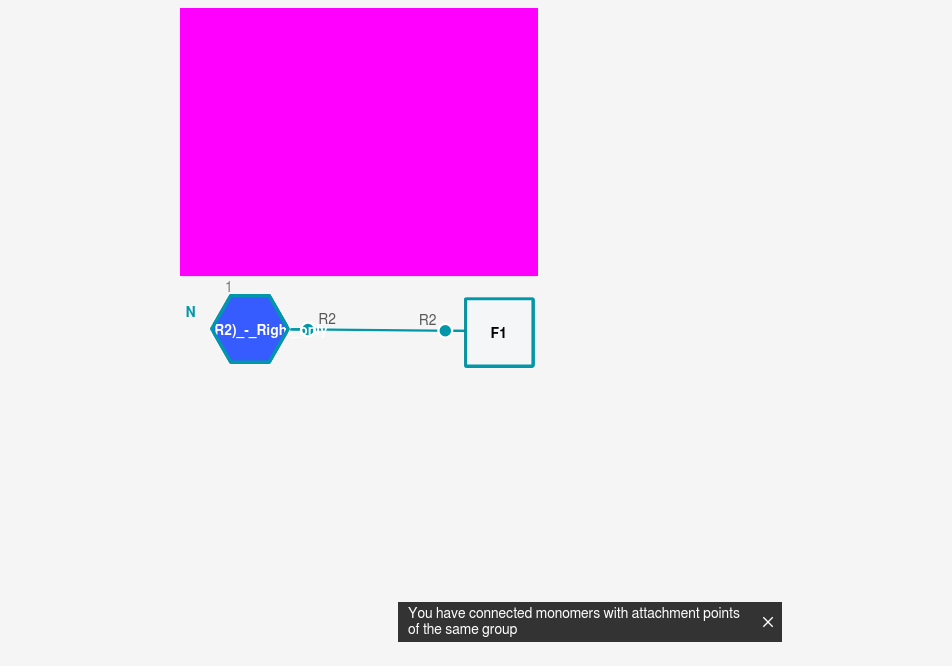 1
N
R2)_-_Righ
R2
R2
F1
You have connected monomers with attachment points
of the same group